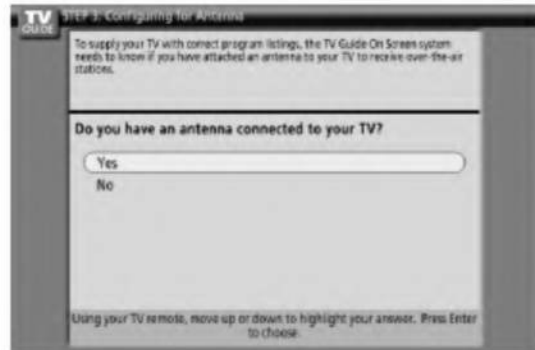 TV
GUIDE
STEP 3: Configuring for Antenna
To supply your TV with correct program listings, the TV Guide On Screen system
needs to know if you have attached an antenna to your TV to receive over-the-air
stations.
Do you have an antenna connected to your TV?
Yes
No
Using your TV remote, move up or down to highlight your answer. Press Enter
to choose.